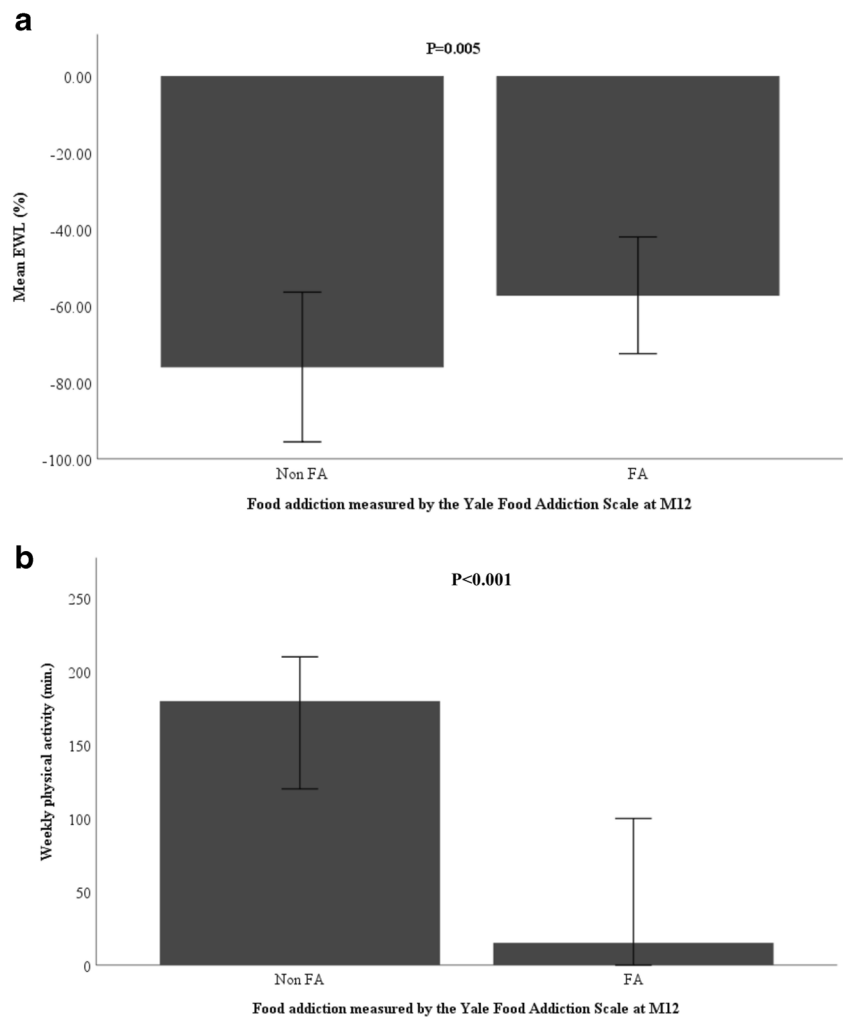 a
P=0.005
0.00
-20.00
-40.00
-60.00
-80.00
-100.00
Mean EWL (%)
Non FA FA
Food addiction measured by the Yale Food Addiction Scale at M12
b
P<0.001
250
200
150
100
50
0
Weekly physical activity (min.)
Non FA FA
Food addiction measured by the Yale Food Addiction Scale at M12